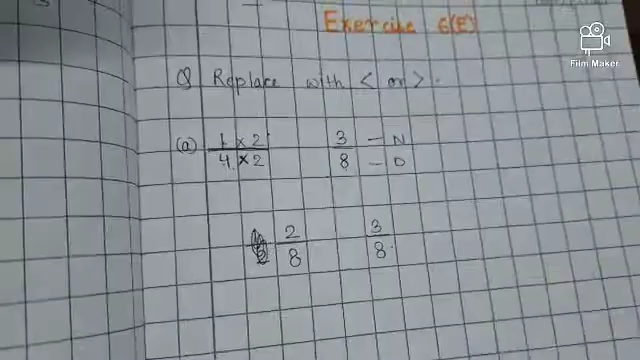 Exercise 6(E)
Film Maker
Q Replace with < or > .
(a) 1 × 2 / 4 × 2    3 – N / 8 – D
2/8    3/8